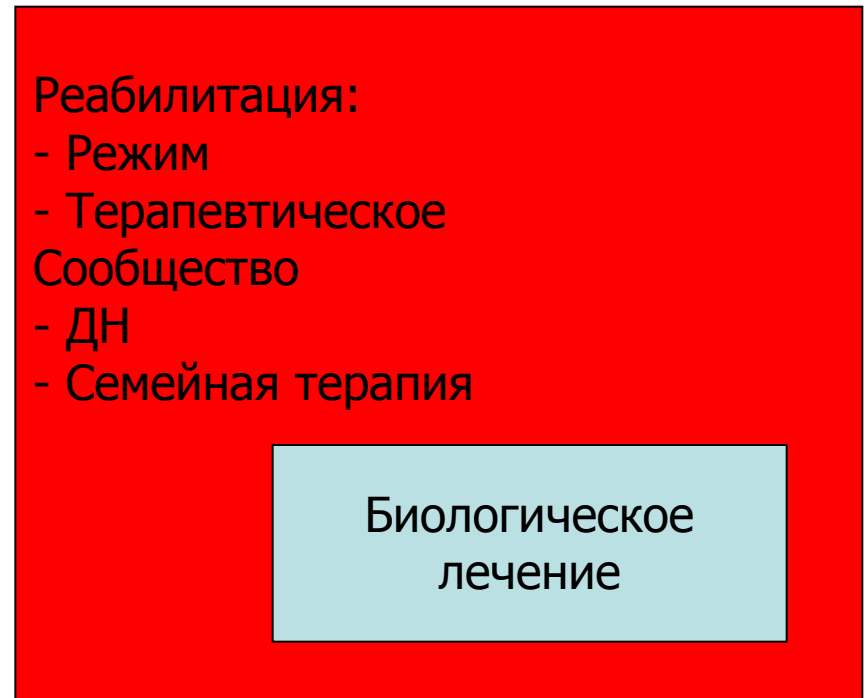 Реабилитация:
- Режим
- Терапевтическое
Сообщество
- ДН
- Семейная терапия
Биологическое
лечение